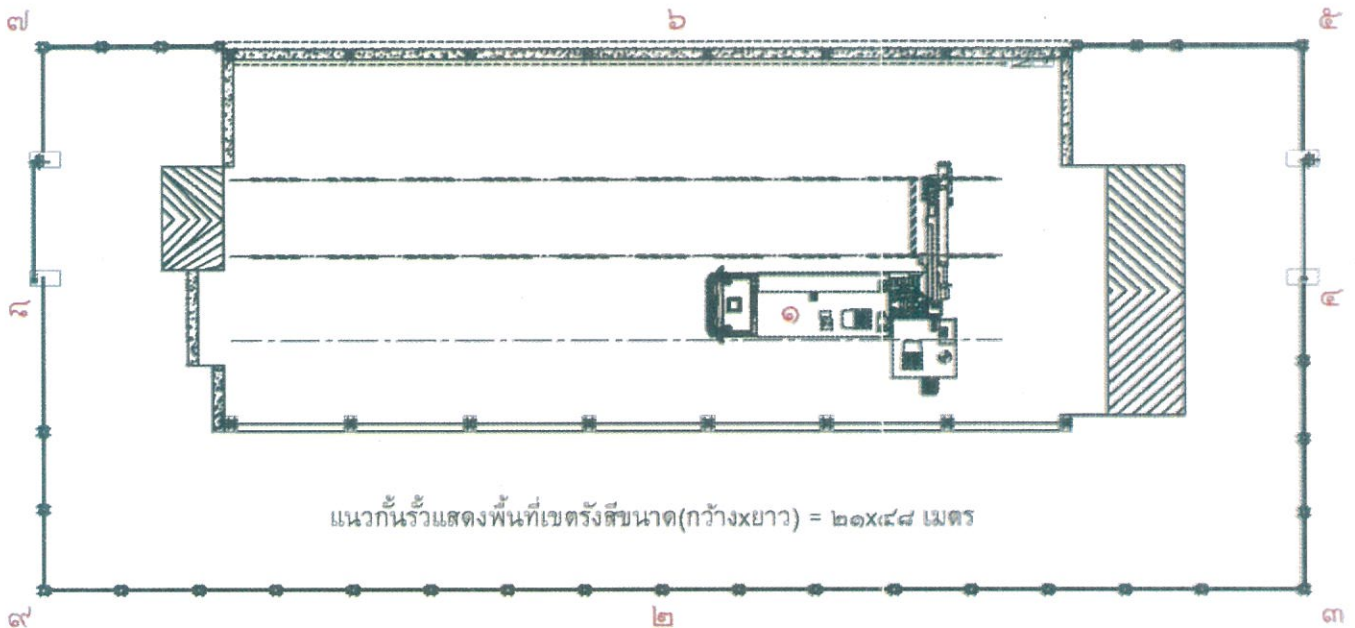 ๗ ๖ ๕
๘ ๑ ๔
แนวกั้นรั้วแสดงพื้นที่เขตรังสีขนาด(กว้างxยาว) = ๒๑x๔๘ เมตร
๙ ๒ ๓